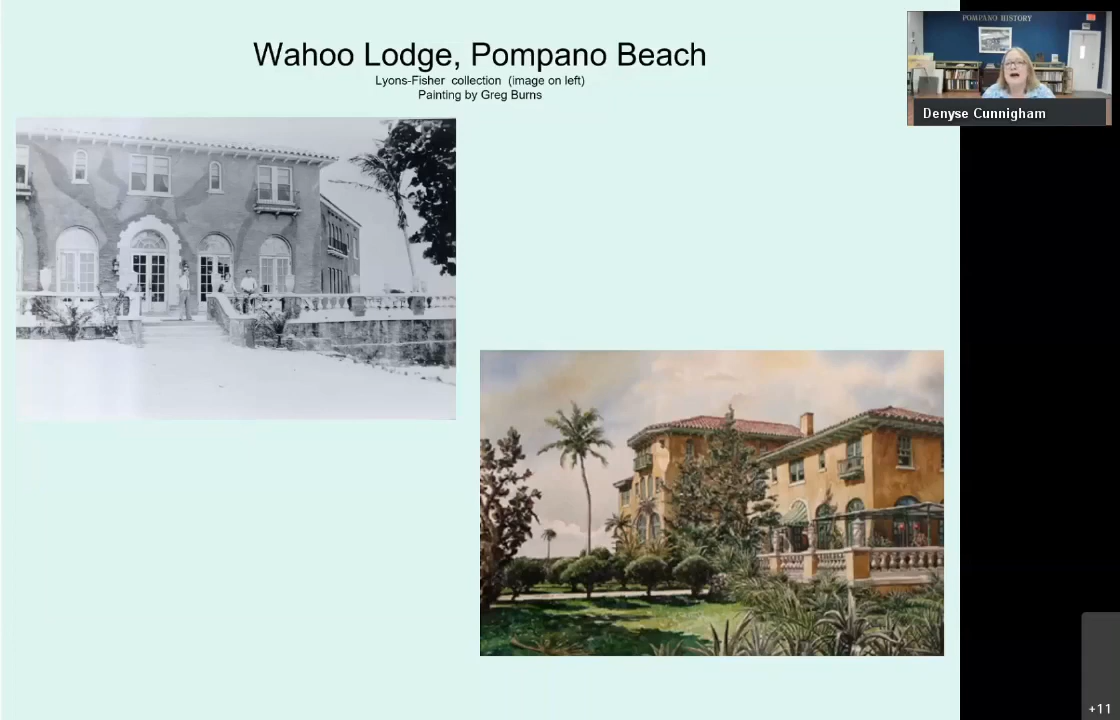 Wahoo Lodge, Pompano Beach
Lyons-Fisher collection (image on left)
Painting by Greg Burns
POMPANO HISTORY
Denyse Cunnigham
+11